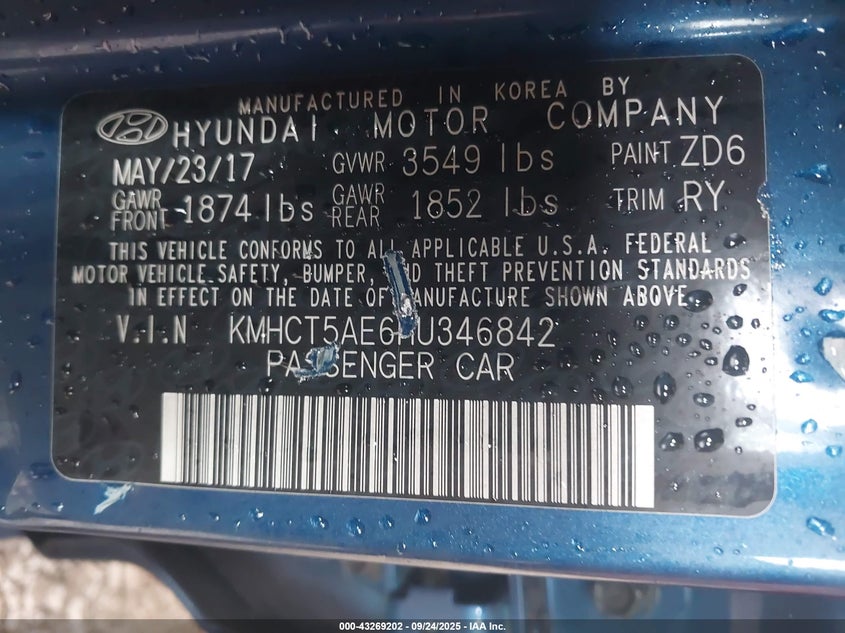 MANUFACTURED IN KOREA BY
HYUNDAI MOTOR COMPANY
MAY/23/17 GVWR 3549 lbs PAINT ZD6
GAWR FRONT 1874 lbs GAWR REAR 1852 lbs TRIM RY
THIS VEHICLE CONFORMS TO ALL APPLICABLE U.S.A. FEDERAL
MOTOR VEHICLE SAFETY, BUMPER, AND THEFT PREVENTION STANDARDS
IN EFFECT ON THE DATE OF MANUFACTURE SHOWN ABOVE.
V.I.N KMHCT5AE6HU346842
PASSENGER CAR
000-43269202 - 09/24/2025 - IAA Inc.